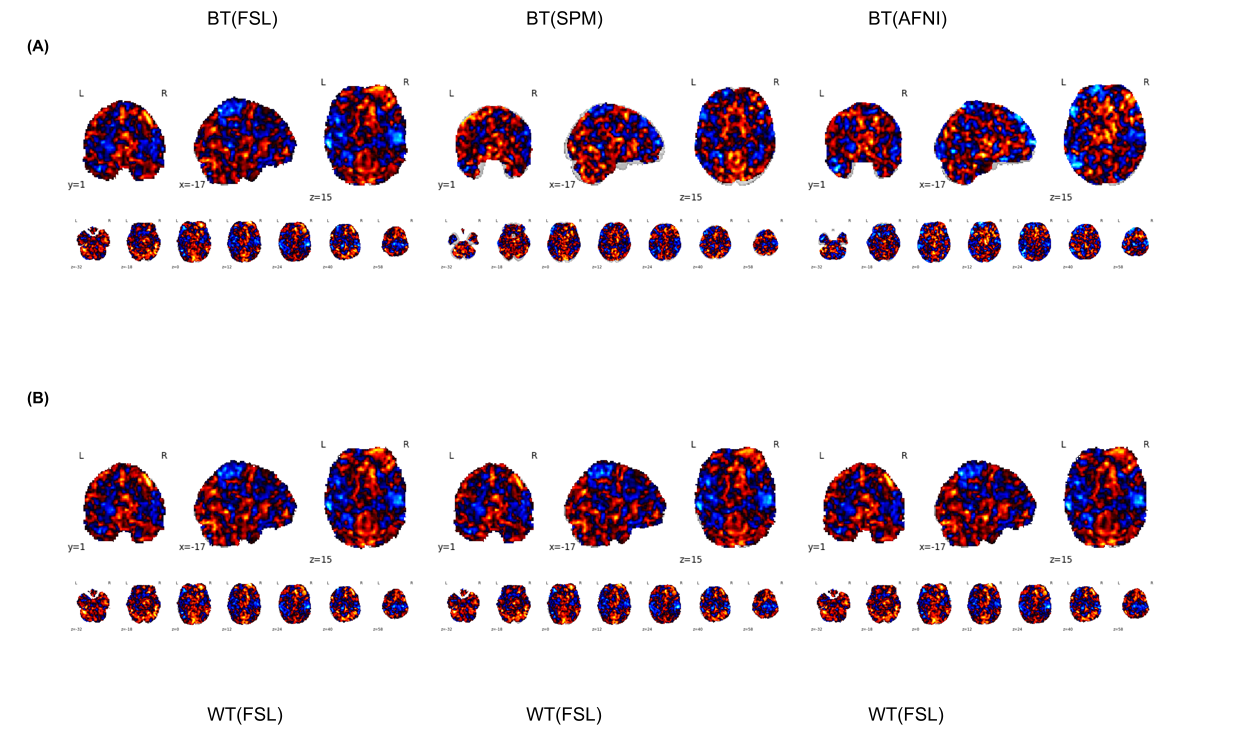 BT(FSL) BT(SPM) BT(AFNI)
(A)
L R L R L R L R L R L R
y=1 x=-17 z=15 y=1 x=-17 z=15 y=1 x=-17 z=15
L R L R L R
z=-32 z=-18 z=0 z=12 z=24 z=40 z=58 z=-32 z=-18 z=0 z=12 z=24 z=40 z=58 z=-32 z=-18 z=0 z=12 z=24 z=40 z=58
(B)
L R L R L R L R L R L R
y=1 x=-17 z=15 y=1 x=-17 z=15 y=1 x=-17 z=15
L R L R L R
z=-32 z=-18 z=0 z=12 z=24 z=40 z=58 z=-32 z=-18 z=0 z=12 z=24 z=40 z=58 z=-32 z=-18 z=0 z=12 z=24 z=40 z=58
WT(FSL) WT(FSL) WT(FSL)